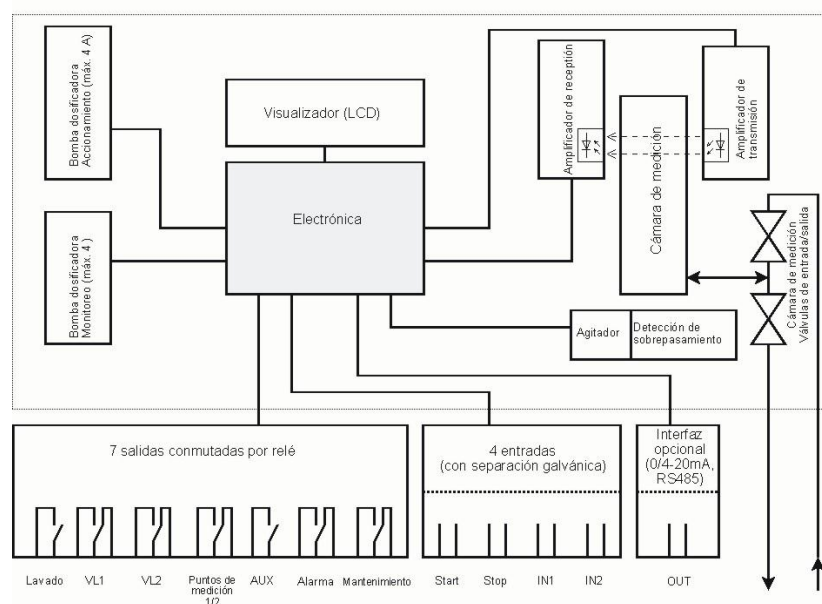 Bomba dosificadora
Accionamiento (máx. 4 A)
Visualizador (LCD)
Amplificador de receptión
Cámara de medición
Amplificador de
transmisión
Electrónica
Bomba dosificadora
Monitoreo (máx. 4 )
Cámara de medición
Válvulas de entrada/salida
Agitador
Detección de
sobrepasamiento
7 salidas conmutadas por relé
4 entradas
(con separación galvánica)
Interfaz
opcional
(0/4-20mA,
RS485)
Lavado
VL1
VL2
Puntos de
medición
1/2
AUX
Alarma
Mantenimiento
Start
Stop
IN1
IN2
OUT